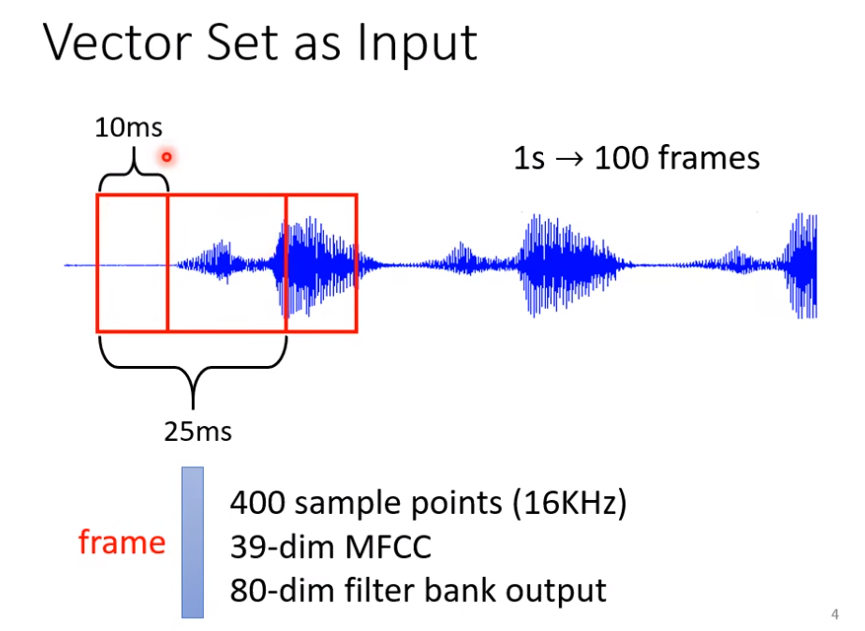 Vector Set as Input
10ms
1s → 100 frames
25ms
400 sample points (16KHz)
frame
39-dim MFCC
80-dim filter bank output
4